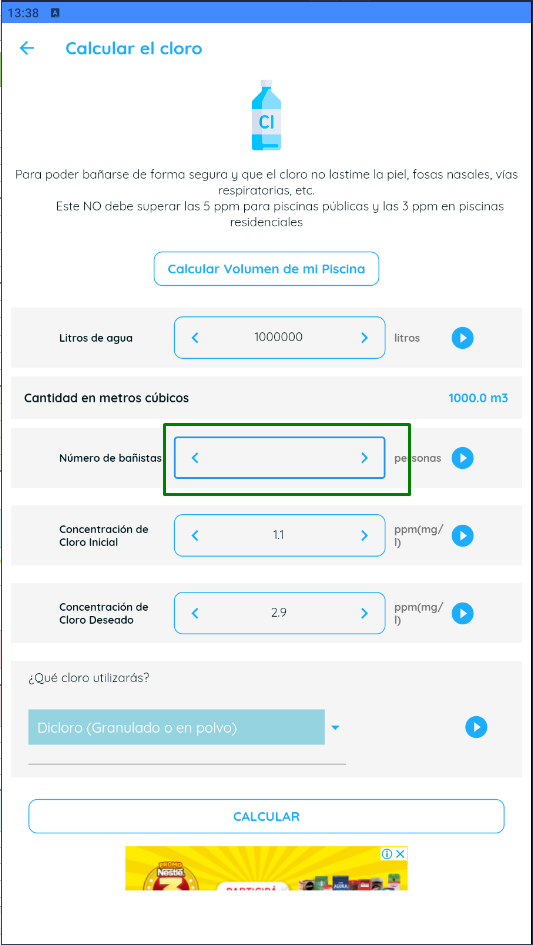 13:38
Calcular el cloro
Cl
Para poder bañarse de forma segura y que el cloro no lastime la piel, fosas nasales, vías
respiratorias, etc.
Este NO debe superar las 5 ppm para piscinas públicas y las 3 ppm en piscinas
residenciales
Calcular Volumen de mi Piscina
Litros de agua 1000000 litros
Cantidad en metros cúbicos 1000.0 m3
Número de bañistas personas
Concentración de
Cloro Inicial
1.1
ppm(mg/
l)
Concentración de
Cloro Deseado
2.9
ppm(mg/
l)
¿Qué cloro utilizarás?
Dicloro (Granulado o en polvo)
CALCULAR
PROMO
Nestlé
3
PARTICIPÁ